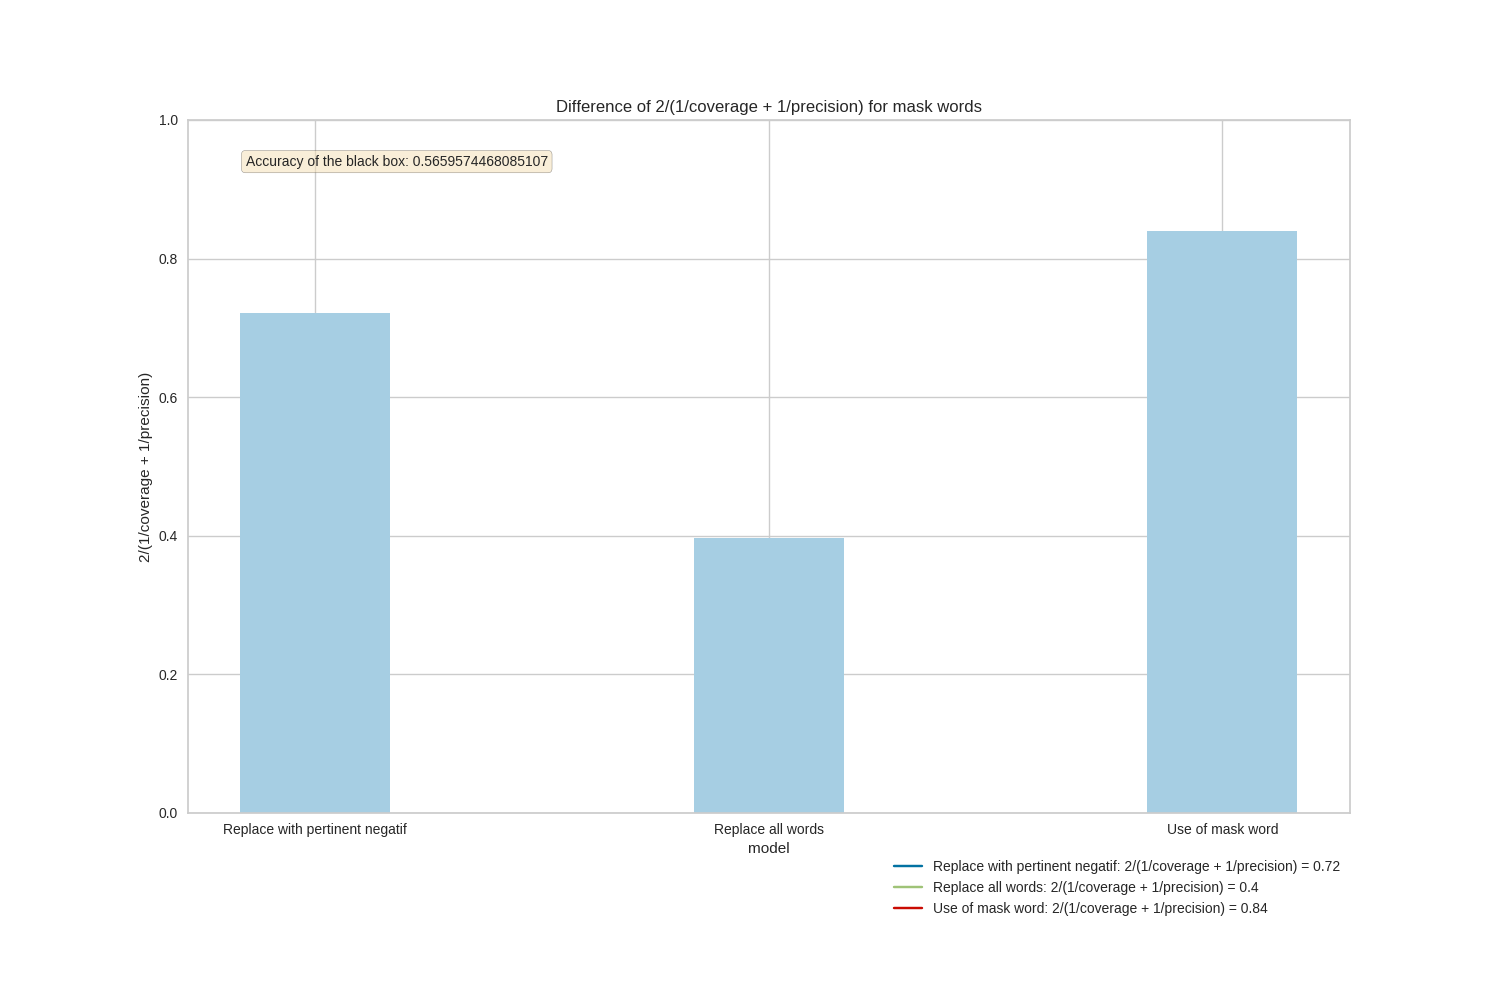 Difference of 2/(1/coverage + 1/precision) for mask words
1.0
Accuracy of the black box: 0.5659574468085107
0.8
0.6
2/(1/coverage + 1/precision)
0.4
0.2
0.0
Replace with pertinent negatif
Replace all words
Use of mask word
model
Replace with pertinent negatif: 2/(1/coverage + 1/precision) = 0.72
Replace all words: 2/(1/coverage + 1/precision) = 0.4
Use of mask word: 2/(1/coverage + 1/precision) = 0.84